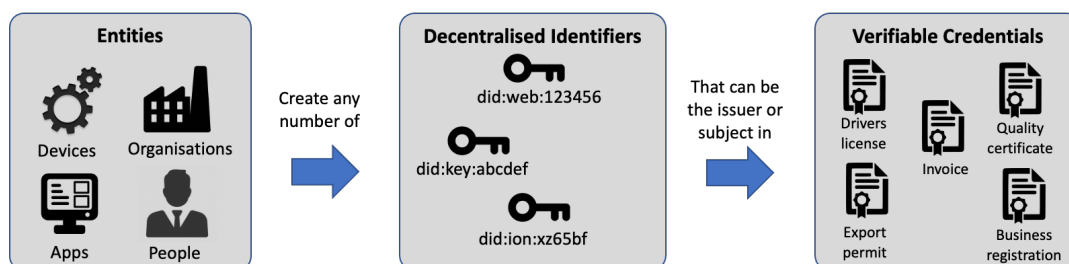 Entities
Devices
Organisations
Apps
People
Create any
number of
Decentralised Identifiers
did:web:123456
did:key:abcdef
did:ion:xz65bf
That can be
the issuer or
subject in
Verifiable Credentials
Drivers
license
Invoice
Quality
certificate
Export
permit
Business
registration